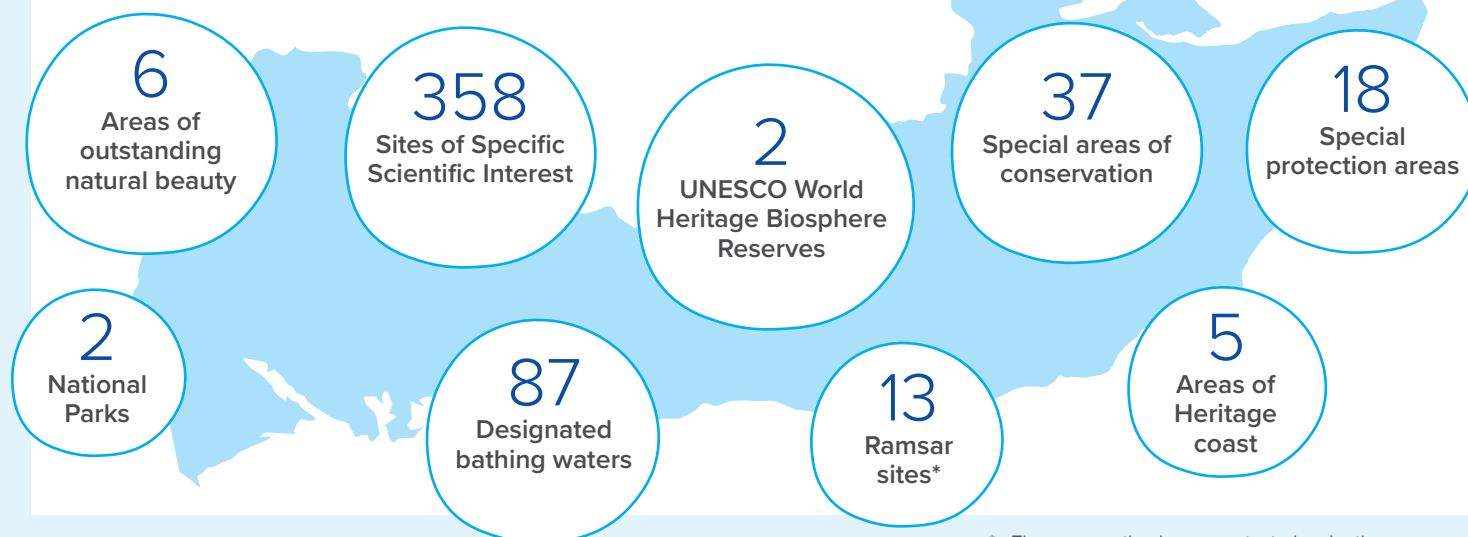 6
Areas of
outstanding
natural beauty
358
Sites of Specific
Scientific Interest
2
UNESCO World
Heritage Biosphere
Reserves
37
Special areas of
conservation
18
Special
protection areas
2
National
Parks
87
Designated
bathing waters
13
Ramsar
sites*
5
Areas of
Heritage
coast